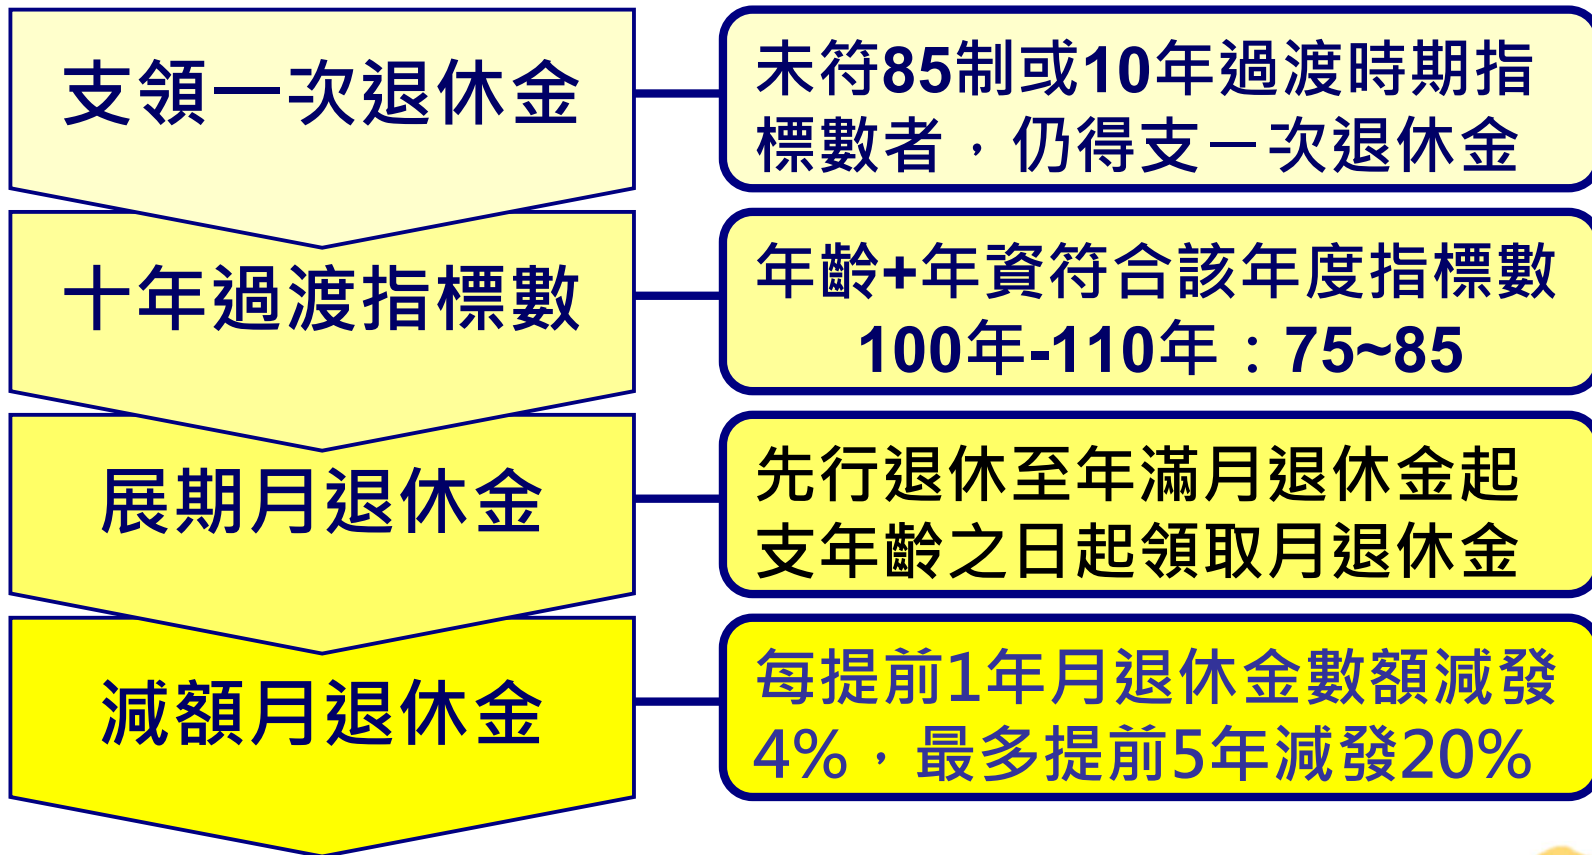 支領一次退休金
未符85制或10年過渡時期指
標數者，仍得支一次退休金
十年過渡指標數
年齡+年資符合該年度指標數
100年-110年：75~85
展期月退休金
先行退休至年滿月退休金起
支年齡之日起領取月退休金
減額月退休金
每提前1年月退休金數額減發
4%，最多提前5年減發20%